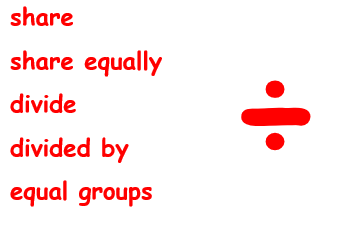 share
share equally
divide
divided by
equal groups
÷